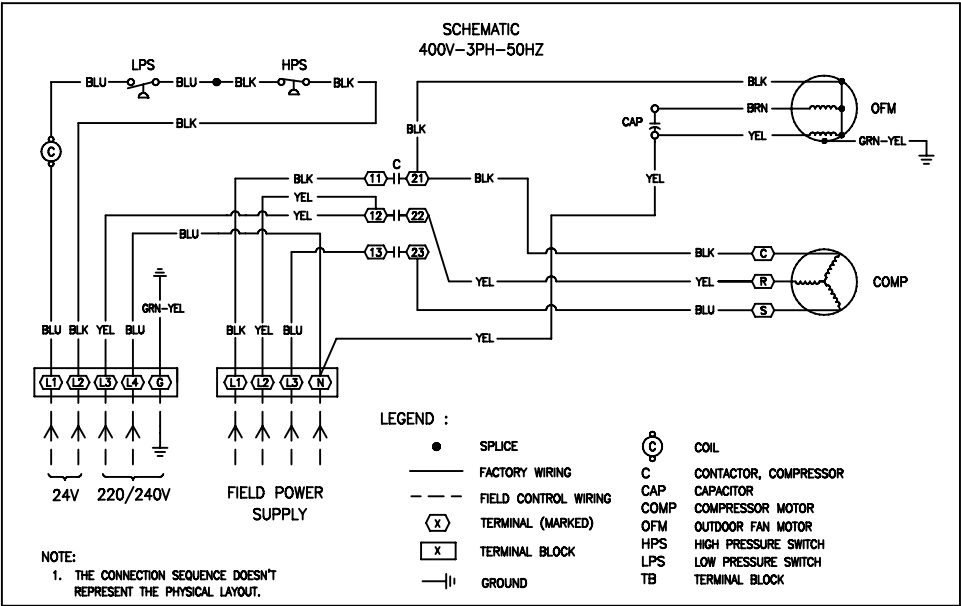 SCHEMATIC
400V-3PH-50HZ
LPS
HPS
BLU
BLU
BLK
BLK
BLK
C
BLK
BLK
CAP
BRN
YEL
OFM
GRN-YEL
YEL
C
BLK
11
21
BLK
YEL
YEL
12
22
BLU
13
23
BLK
C
YEL
YEL
R
COMP
BLU
S
YEL
GRN-YEL
BLU
BLK
YEL
BLU
BLK
YEL
BLU
L1
L2
L3
L4
G
L1
L2
L3
N
24V
220/240V
FIELD POWER
SUPPLY
LEGEND :
SPLICE
FACTORY WIRING
FIELD CONTROL WIRING
X TERMINAL (MARKED)
X TERMINAL BLOCK
GROUND
C COIL
C CONTACTOR, COMPRESSOR
CAP CAPACITOR
COMP COMPRESSOR MOTOR
OFM OUTDOOR FAN MOTOR
HPS HIGH PRESSURE SWITCH
LPS LOW PRESSURE SWITCH
TB TERMINAL BLOCK
NOTE:
1. THE CONNECTION SEQUENCE DOESN'T
REPRESENT THE PHYSICAL LAYOUT.